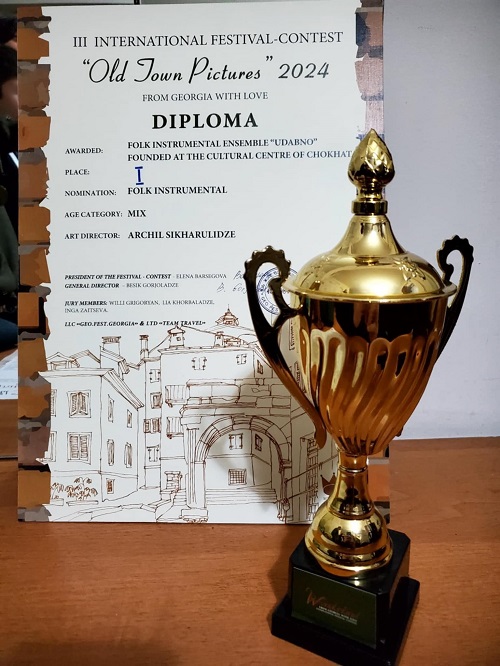 III INTERNATIONAL FESTIVAL-CONTEST
"Old Town Pictures" 2024
FROM GEORGIA WITH LOVE
DIPLOMA
AWARDED: FOLK INSTRUMENTAL ENSEMBLE "UDABNO"
FOUNDED AT THE CULTURAL CENTRE OF CHOKHAT
PLACE: I
NOMINATION: FOLK INSTRUMENTAL
AGE CATEGORY: MIX
ART DIRECTOR: ARCHIL SIKHARULIDZE
PRESIDENT OF THE FESTIVAL - CONTEST - ELENA BARSEGOVA
GENERAL DIRECTOR - BESIK GORJOLADZE
JURY MEMBERS: WILLI GRIGORYAN, LIA KHORBALADZE,
INGA ZAITSEVA.
LLC «GEO.FEST.GEORGIA» & LTD «TEAM TRAVEL»